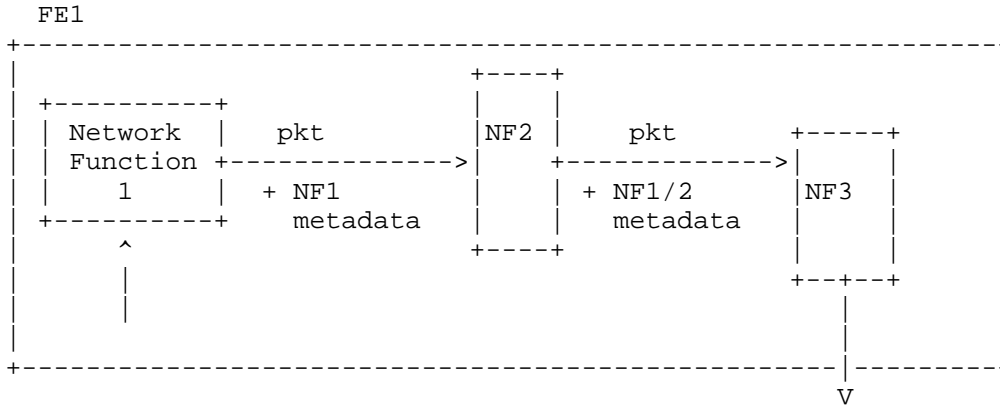 FE1
Network pkt NF2 pkt
Function
1 + NF1 + NF1/2 NF3
metadata metadata
V